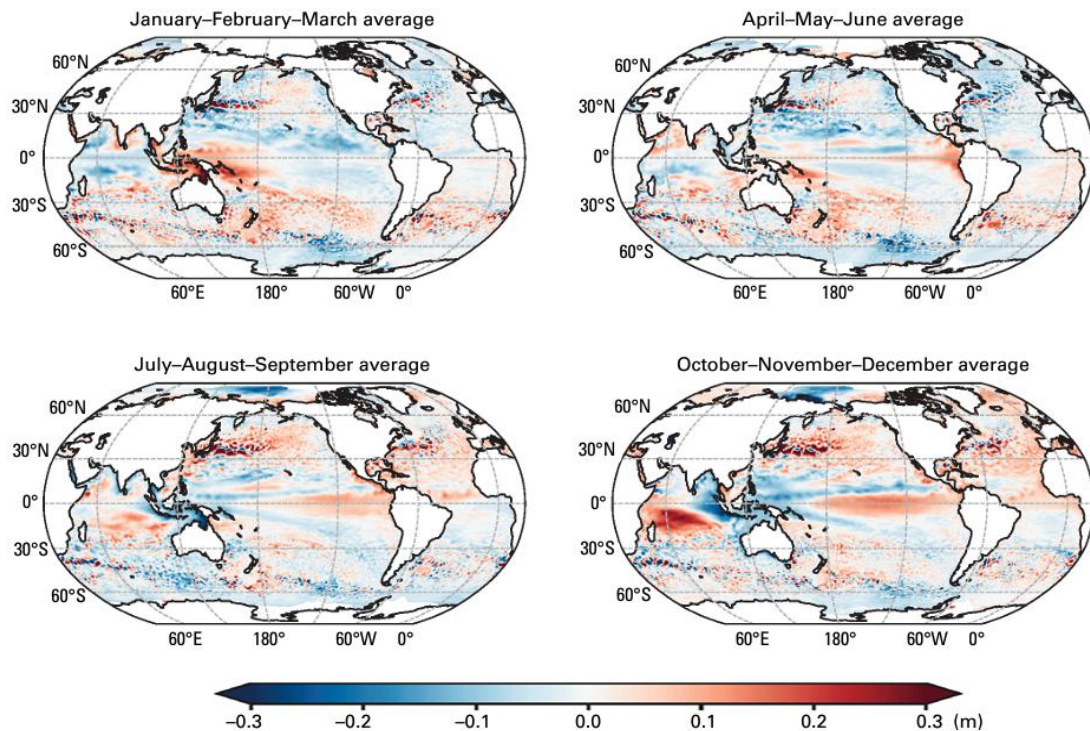 January–February–March average
April–May–June average
60°N
30°N
0°
30°S
60°S
60°E 180° 60°W 0°
60°N
30°N
0°
30°S
60°S
60°E 180° 60°W 0°
July–August–September average
October–November–December average
60°N
30°N
0°
30°S
60°S
60°E 180° 60°W 0°
60°N
30°N
0°
30°S
60°S
60°E 180° 60°W 0°
−0.3 −0.2 −0.1 0.0 0.1 0.2 0.3 (m)